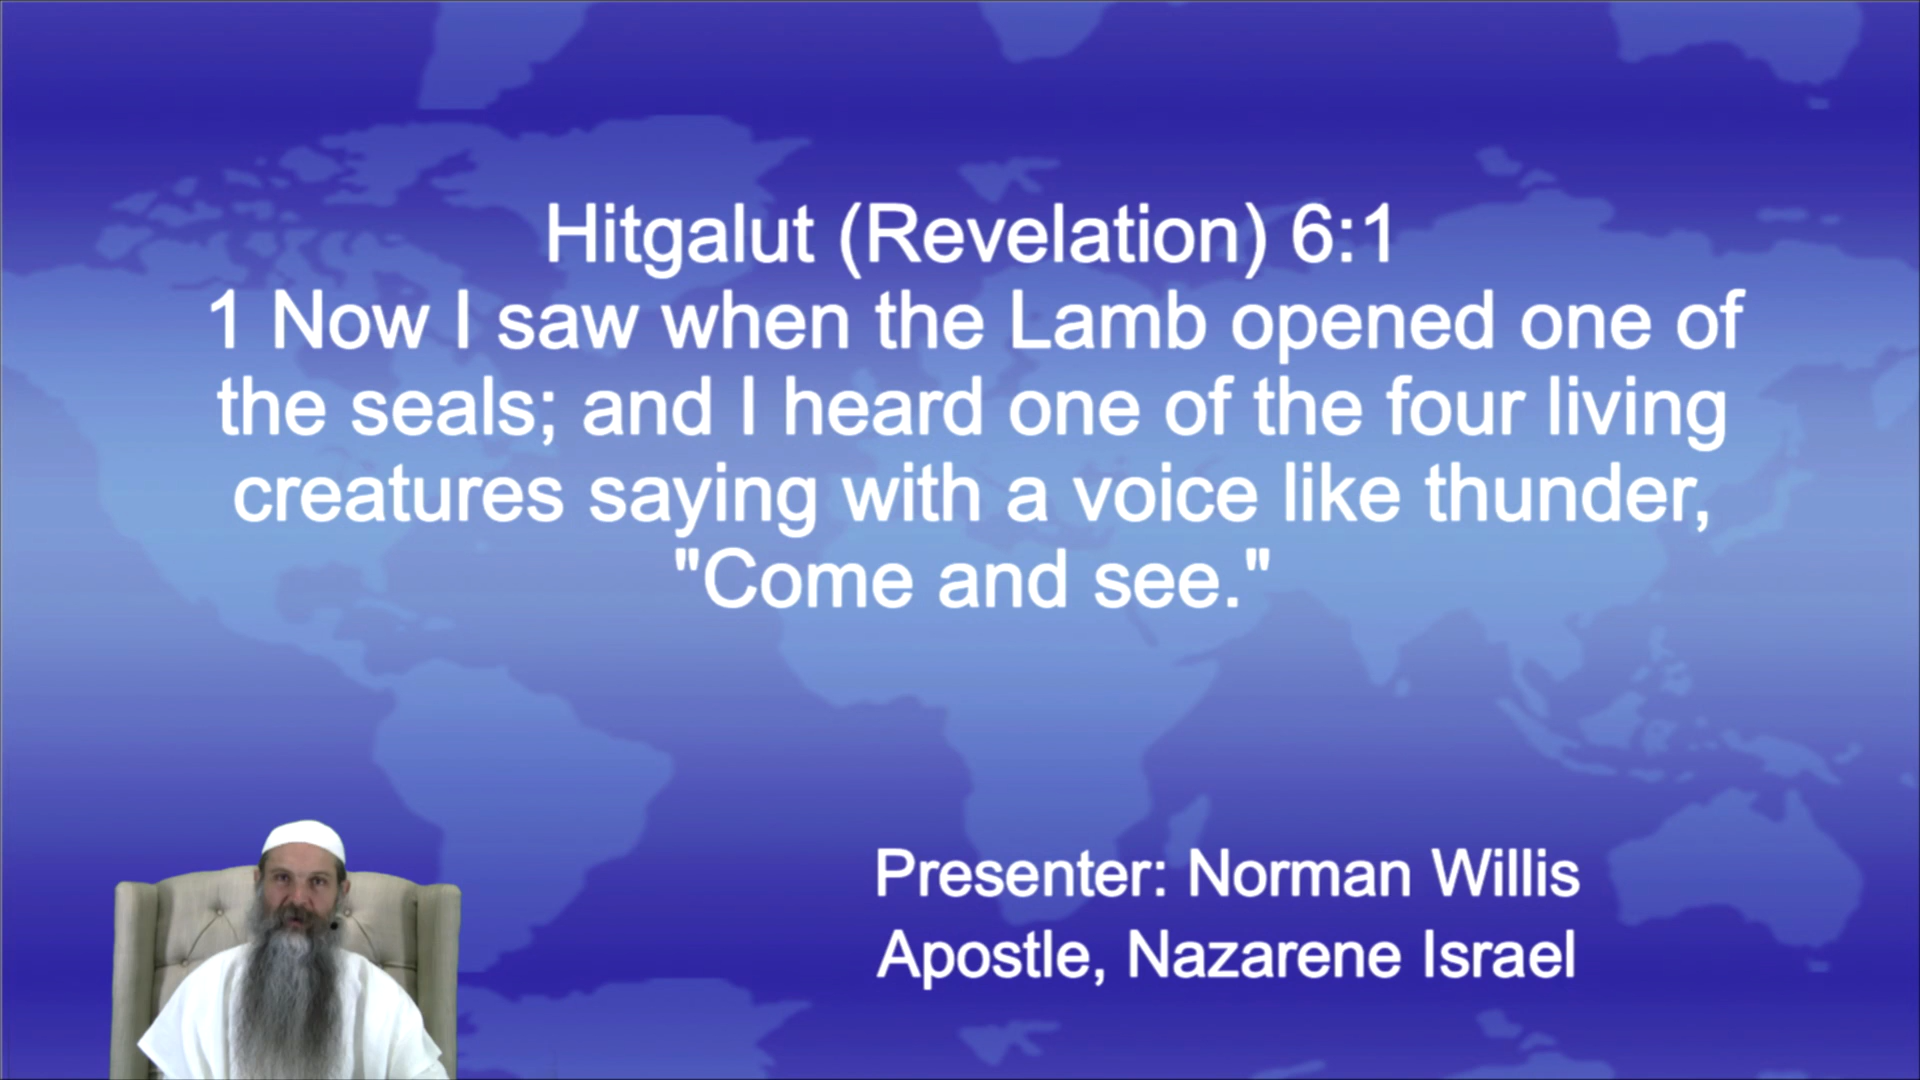 Hitgalut (Revelation) 6:1
1 Now I saw when the Lamb opened one of
the seals; and I heard one of the four living
creatures saying with a voice like thunder,
"Come and see."
Presenter: Norman Willis
Apostle, Nazarene Israel